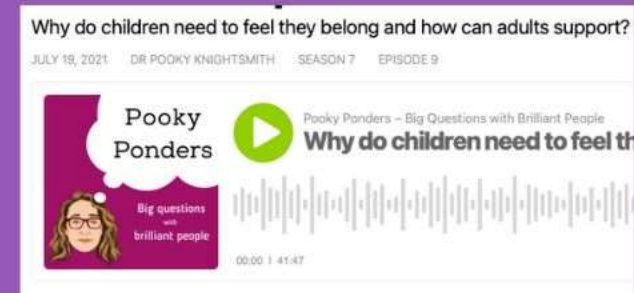 Why do children need to feel they belong and how can adults support?
JULY 19, 2021 DR POOKY KNIGHTSMITH SEASON 7 EPISODE 9
Pooky
Ponders
Big questions
with
brilliant people
Pooky Ponders – Big Questions with Brilliant People
Why do children need to feel th
00:00 | 41:47